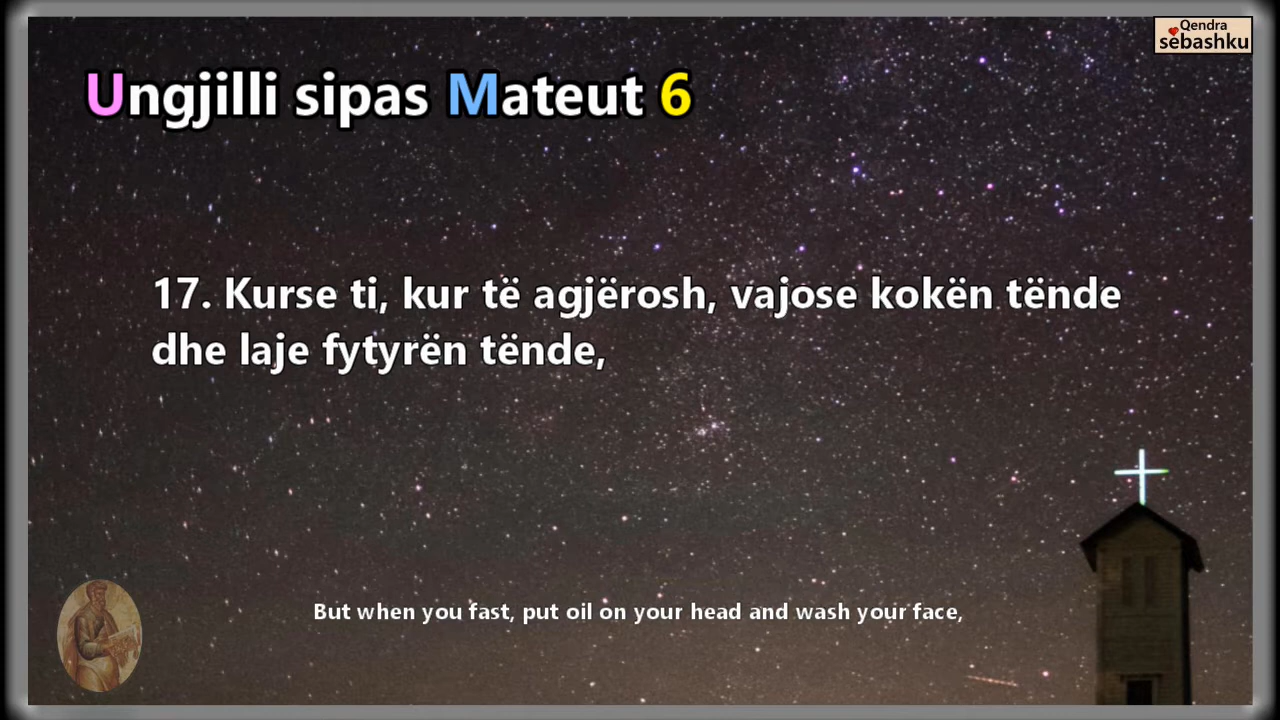 Qendra
sëbashku
Ungjilli sipas Mateut 6
17. Kurse ti, kur të agjërosh, vajose kokën tënde
dhe laje fytyrën tënde,
But when you fast, put oil on your head and wash your face,